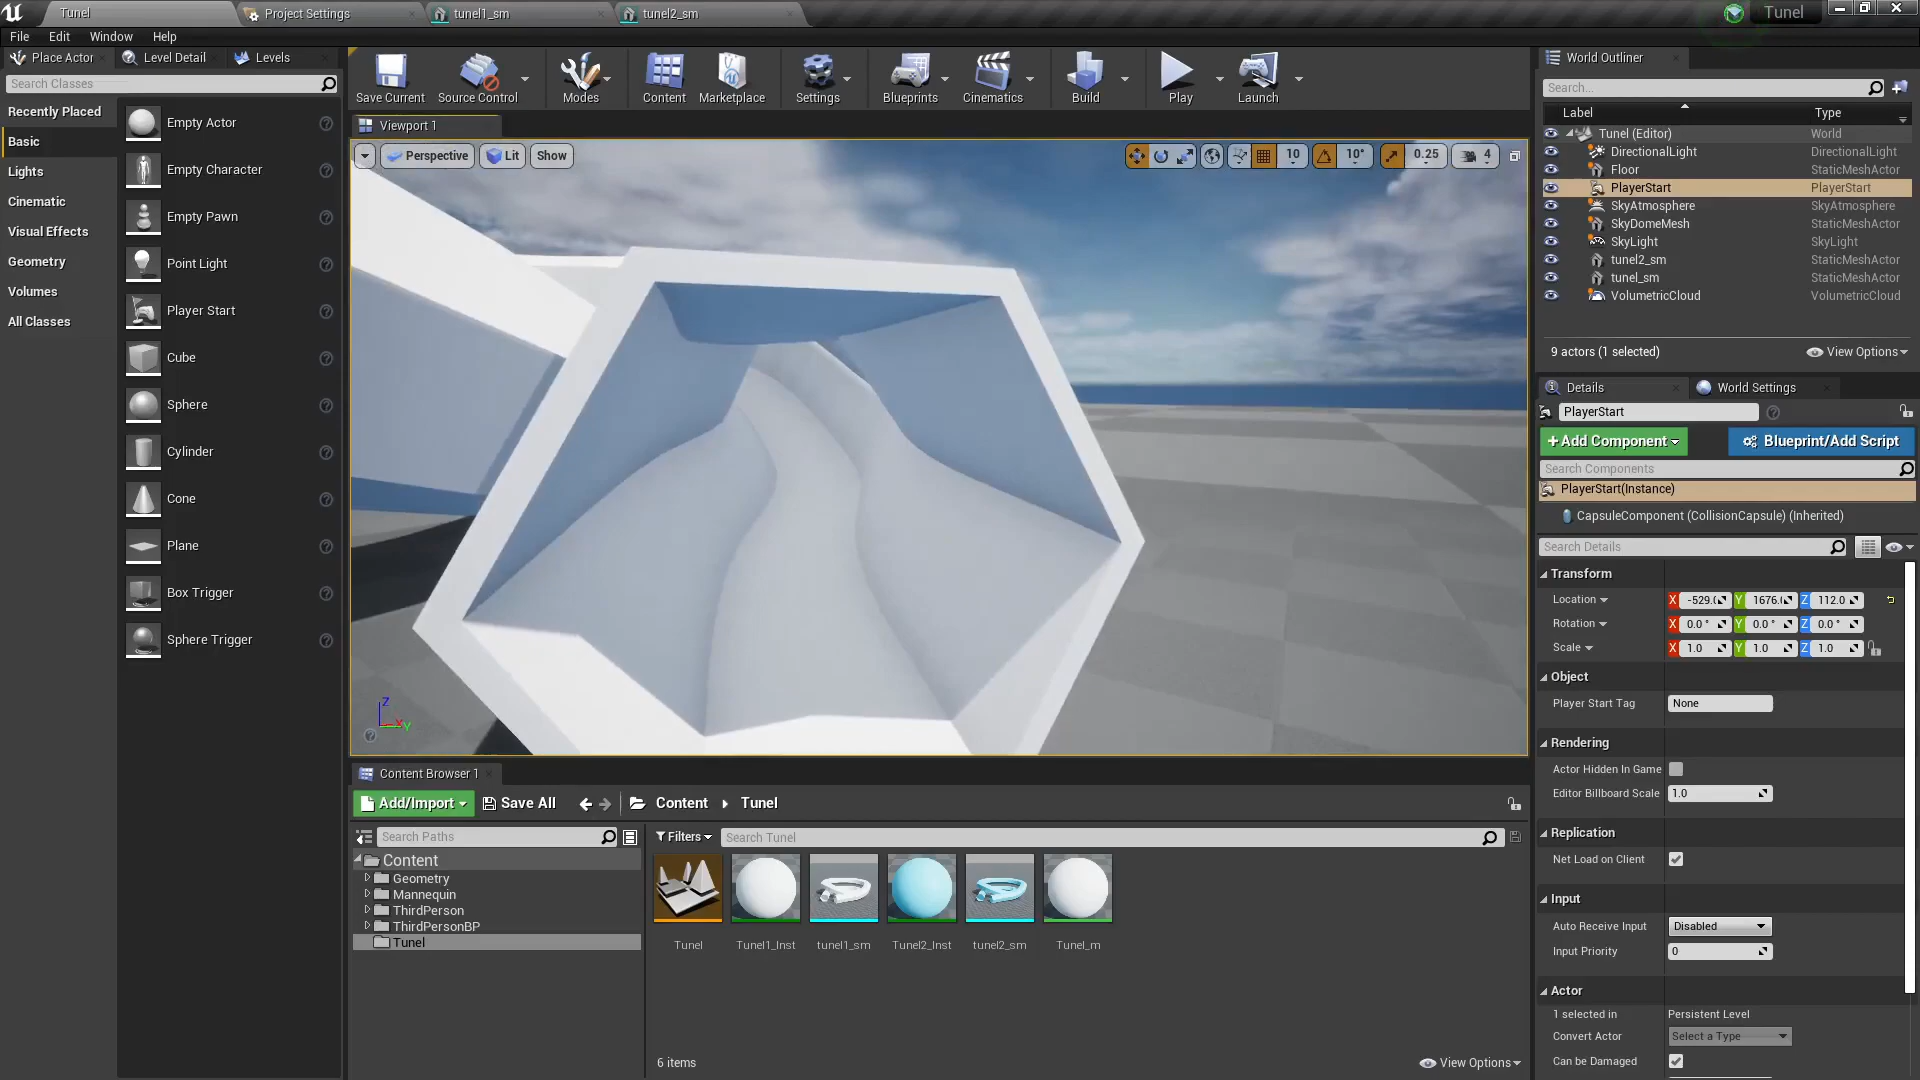 Tunel
Project Settings
tunel1_sm
tunel2_sm
Tunel
File Edit Window Help
Place Actor
Level Detail
Levels
Search Classes
Recently Placed
Basic
Lights
Cinematic
Visual Effects
Geometry
Volumes
All Classes
Empty Actor
Empty Character
Empty Pawn
Point Light
Player Start
Cube
Sphere
Cylinder
Cone
Plane
Box Trigger
Sphere Trigger
Save Current
Source Control
Modes
Content
Marketplace
Settings
Blueprints
Cinematics
Build
Play
Launch
Viewport 1
Perspective Lit Show
10 10° 0.25 4
Z
X
Y
World Outliner
Search...
Label Type
Tunel (Editor) World
DirectionalLight DirectionalLight
Floor StaticMeshActor
PlayerStart PlayerStart
SkyAtmosphere SkyAtmosphere
SkyDomeMesh StaticMeshActor
SkyLight SkyLight
tunel2_sm StaticMeshActor
tunel_sm StaticMeshActor
VolumetricCloud VolumetricCloud
9 actors (1 selected) View Options
Details
World Settings
PlayerStart
+Add Component
Blueprint/Add Script
Search Components
PlayerStart(Instance)
CapsuleComponent (CollisionCapsule) (Inherited)
Search Details
Transform
Location X -529.0 Y 1676.0 Z 112.0
Rotation X 0.0 ° Y 0.0 ° Z 0.0 °
Scale X 1.0 Y 1.0 Z 1.0
Object
Player Start Tag None
Rendering
Actor Hidden In Game
Editor Billboard Scale 1.0
Replication
Net Load on Client
Input
Auto Receive Input Disabled
Input Priority 0
Actor
1 selected in Persistent Level
Convert Actor Select a Type
Can be Damaged
Content Browser 1
Add/Import Save All Content Tunel
Search Paths
Filters Search Tunel
Content
Geometry
Mannequin
ThirdPerson
ThirdPersonBP
Tunel
Tunel
Tunel1_Inst
tunel1_sm
Tunel2_Inst
tunel2_sm
Tunel_m
6 items
View Options